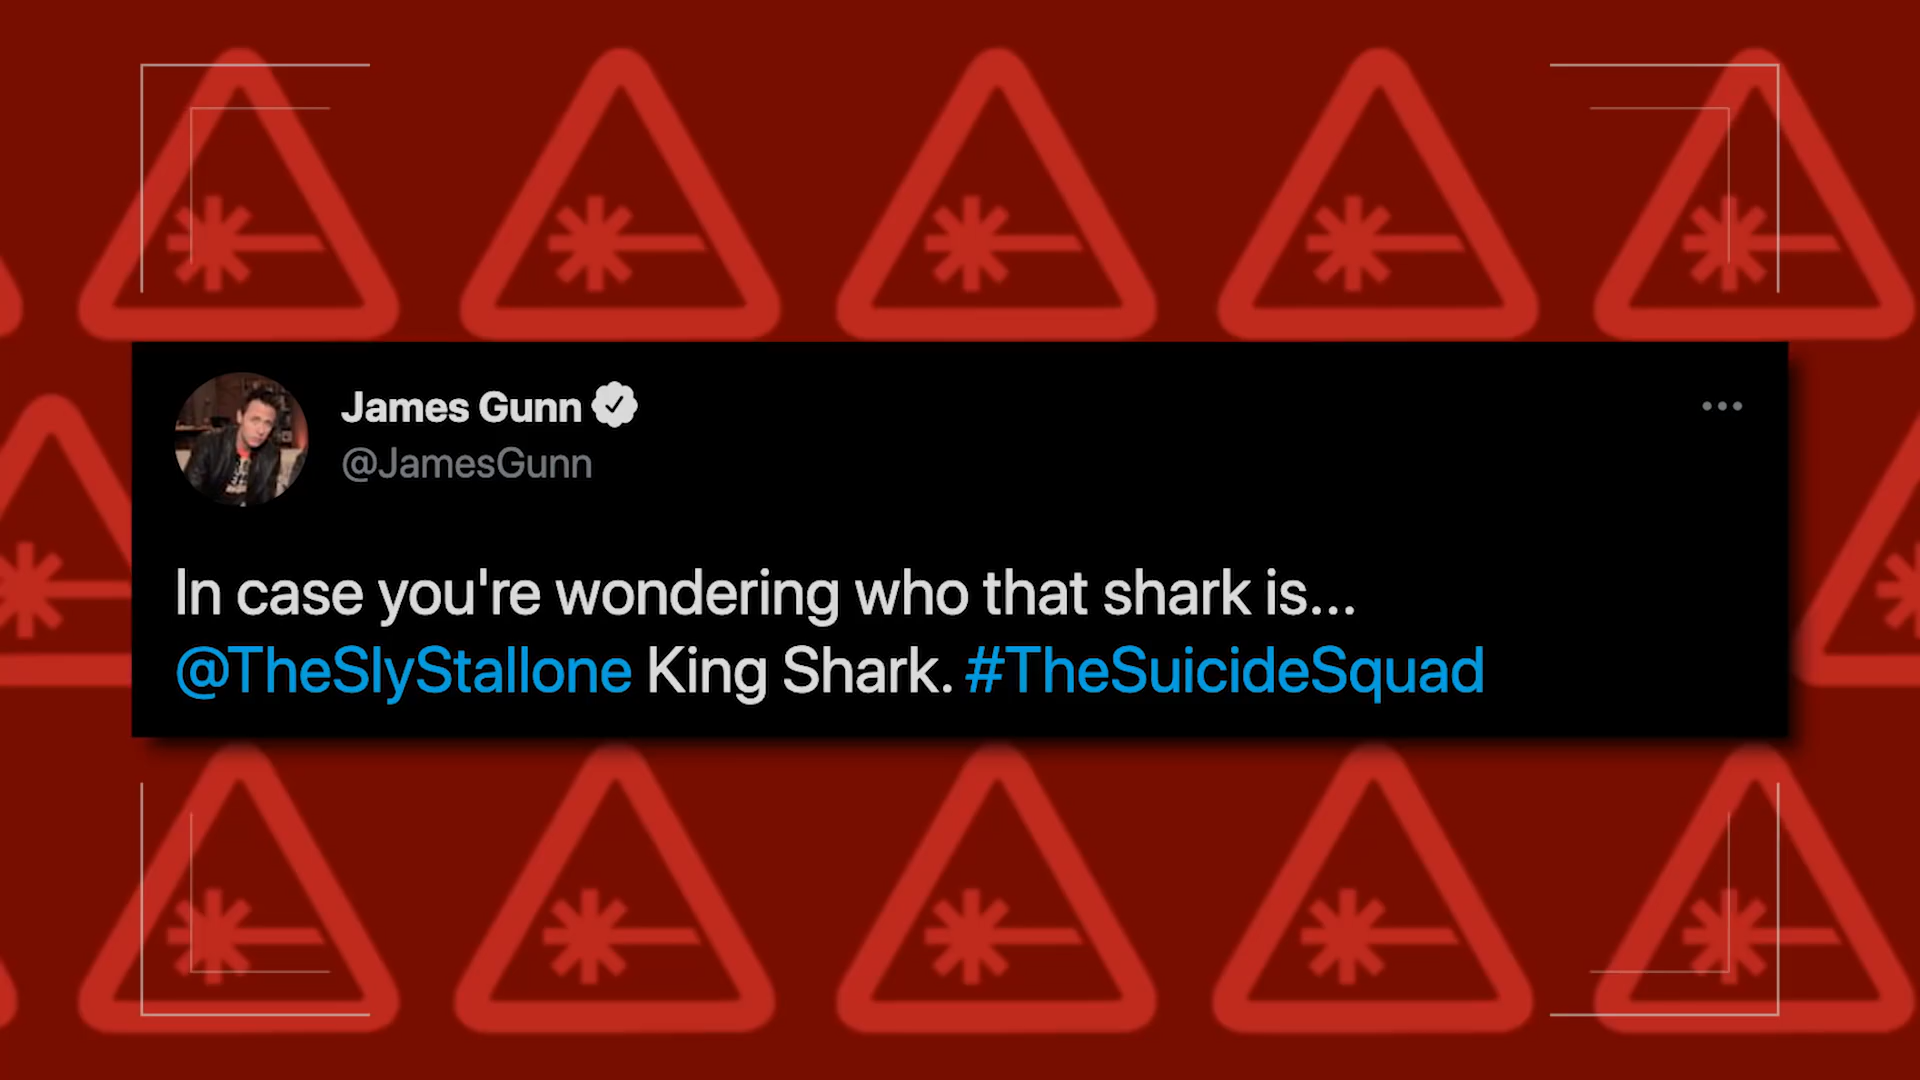 James Gunn
@JamesGunn
In case you're wondering who that shark is...
@TheSlyStallone King Shark. #TheSuicideSquad